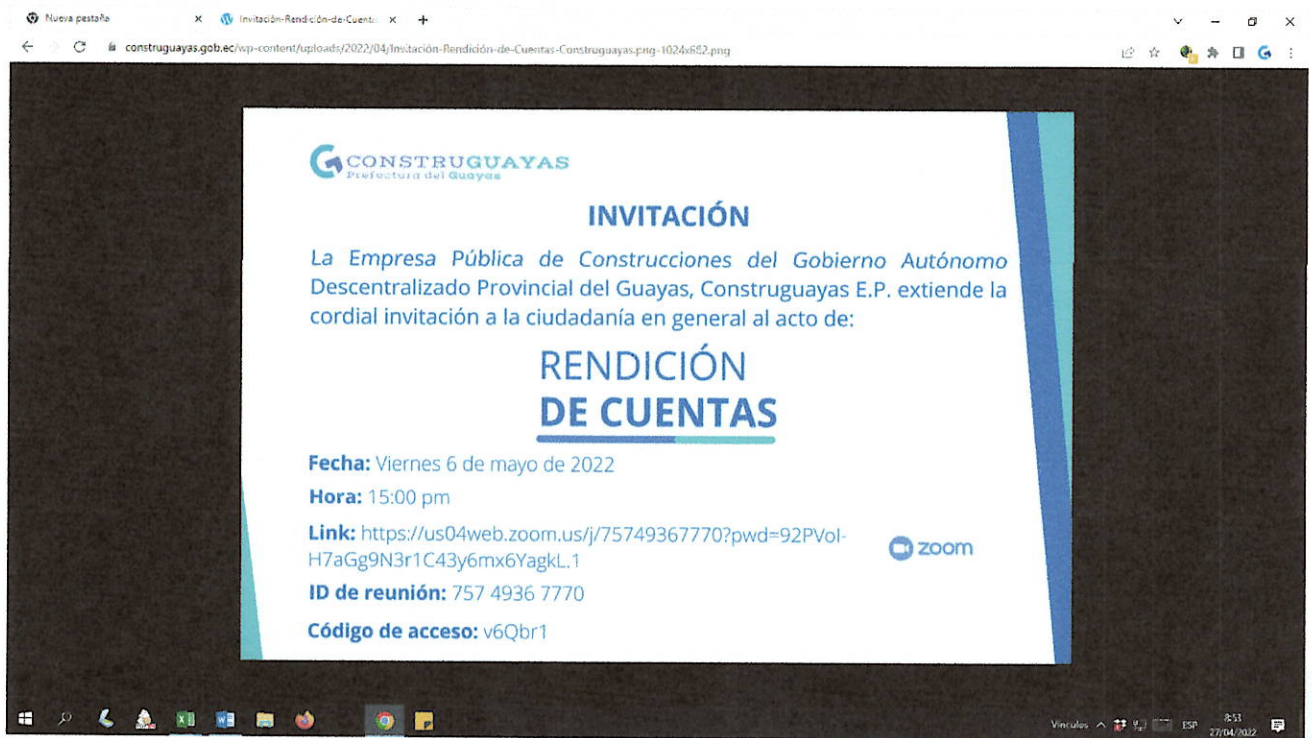 Nueva pestaña
Invitación-Rendición-de-Cuent
construguayas.gob.ec/wp-content/uploads/2022/04/Invitación-Rendición-de-Cuentas-Construguayas.png-1024x682.png
CONSTRUGUAYAS
Prefectura del Guayas
INVITACIÓN
La Empresa Pública de Construcciones del Gobierno Autónomo
Descentralizado Provincial del Guayas, Construguayas E.P. extiende la
cordial invitación a la ciudadanía en general al acto de:
RENDICIÓN
DE CUENTAS
Fecha: Viernes 6 de mayo de 2022
Hora: 15:00 pm
Link: https://us04web.zoom.us/j/75749367770?pwd=92PVoI-
H7aGg9N3r1C43y6mx6YagkL.1
zoom
ID de reunión: 757 4936 7770
Código de acceso: v6Qbr1
Vínculos
ESP
8:53
27/04/2022